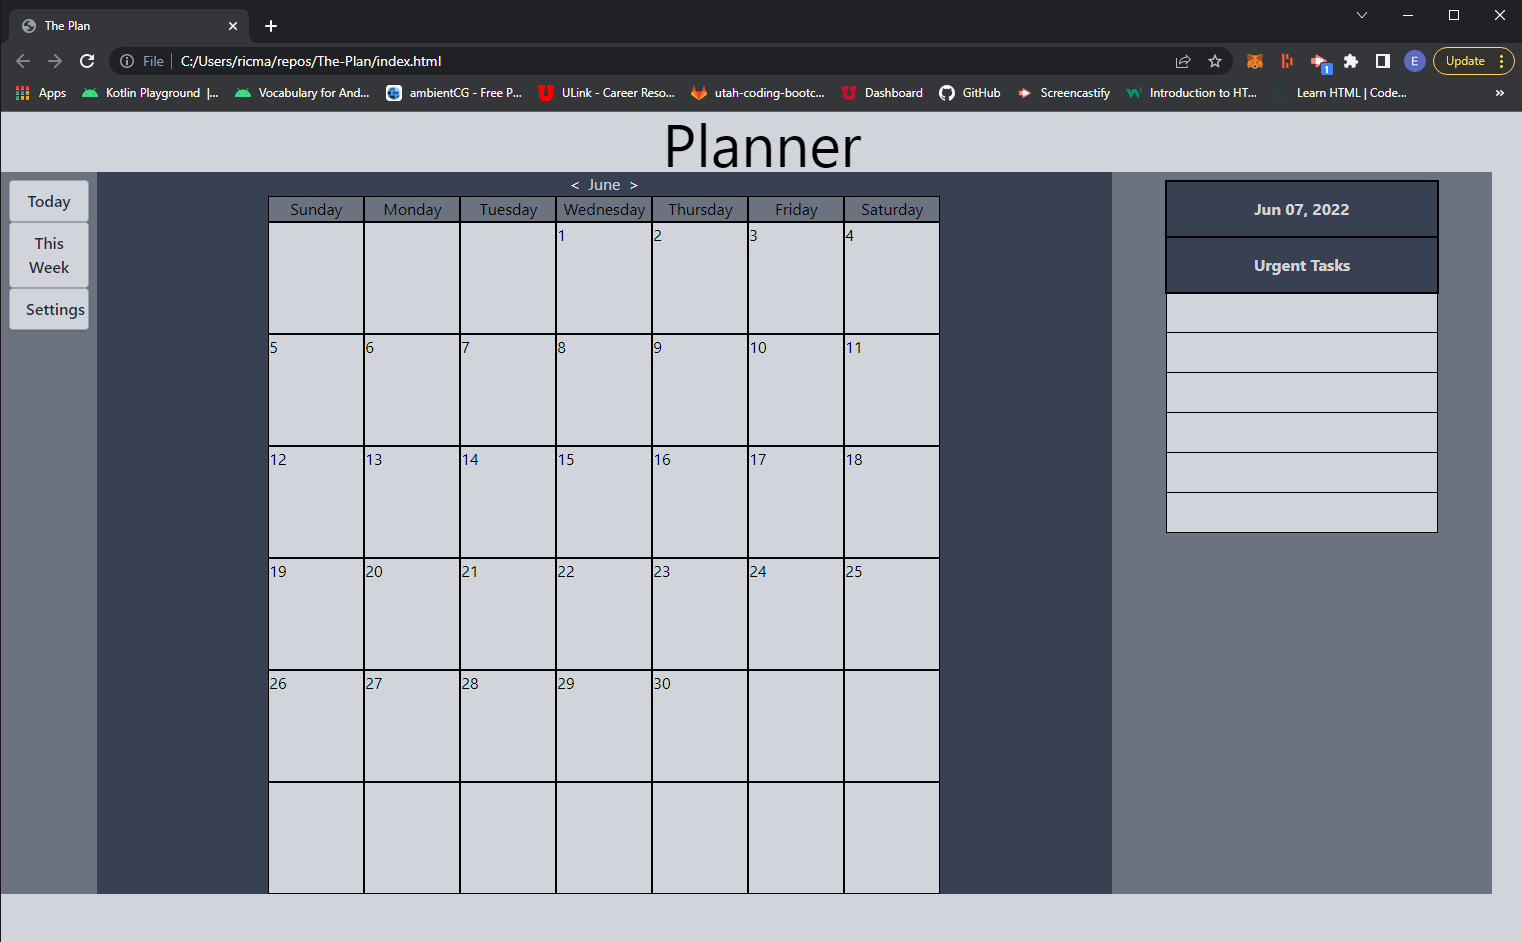 The Plan
File C:/Users/ricma/repos/The-Plan/index.html
E
Update
Apps
Kotlin Playground |...
Vocabulary for And...
ambientCG - Free P...
ULink - Career Reso...
utah-coding-bootc...
Dashboard
GitHub
Screencastify
Introduction to HT...
Learn HTML | Code...
»
1
Planner
Today
This
Week
Settings
< June >
Sunday Monday Tuesday Wednesday Thursday Friday Saturday
1 2 3 4
5 6 7 8 9 10 11
12 13 14 15 16 17 18
19 20 21 22 23 24 25
26 27 28 29 30
Jun 07, 2022
Urgent Tasks